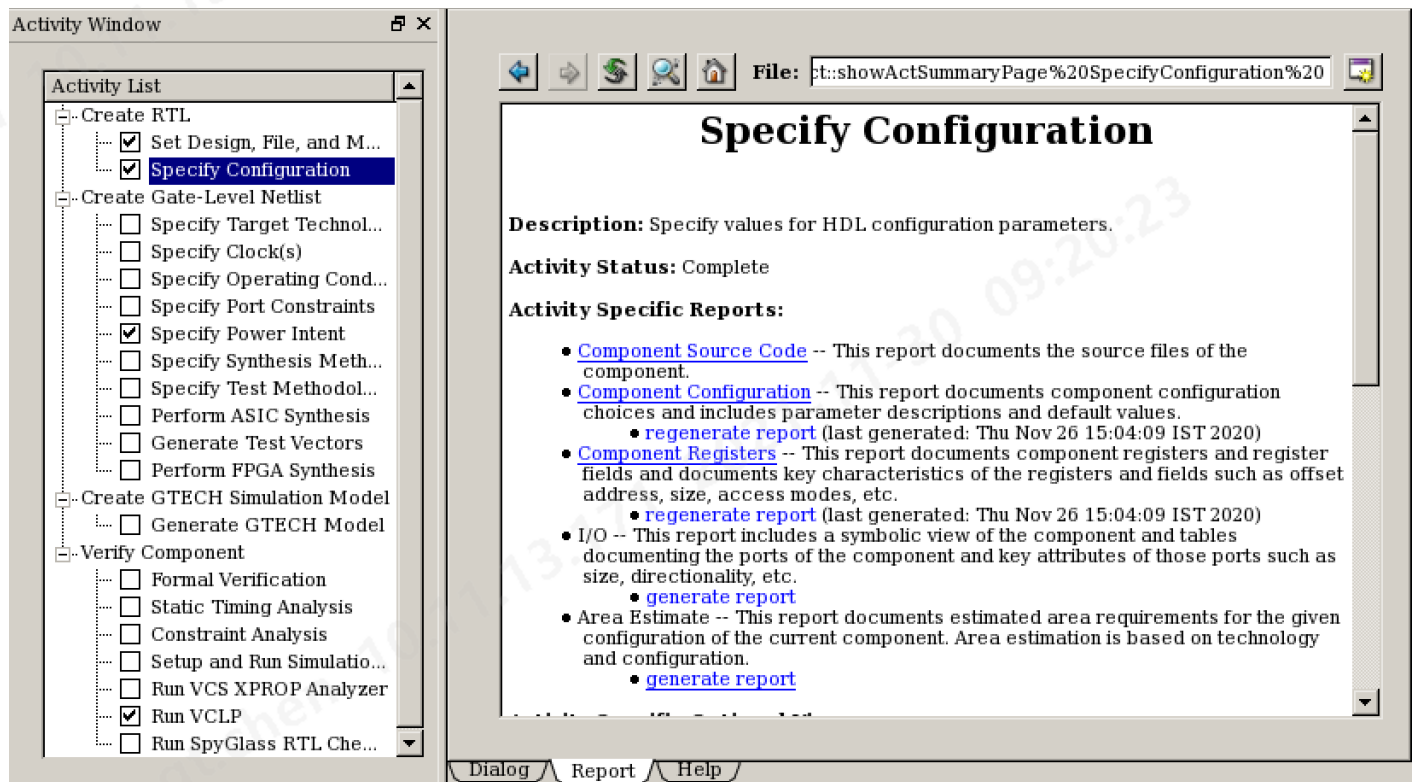 Activity Window
Activity List
Create RTL
Set Design, File, and M...
Specify Configuration
Create Gate-Level Netlist
Specify Target Technol...
Specify Clock(s)
Specify Operating Cond...
Specify Port Constraints
Specify Power Intent
Specify Synthesis Meth...
Specify Test Methodol...
Perform ASIC Synthesis
Generate Test Vectors
Perform FPGA Synthesis
Create GTECH Simulation Model
Generate GTECH Model
Verify Component
Formal Verification
Static Timing Analysis
Constraint Analysis
Setup and Run Simulatio...
Run VCS XPROP Analyzer
Run VCLP
Run SpyGlass RTL Che...
File: ct::showActSummaryPage%20SpecifyConfiguration%20
Specify Configuration
Description: Specify values for HDL configuration parameters.
Activity Status: Complete
Activity Specific Reports:
Component Source Code -- This report documents the source files of the
component.
Component Configuration -- This report documents component configuration
choices and includes parameter descriptions and default values.
regenerate report (last generated: Thu Nov 26 15:04:09 IST 2020)
Component Registers -- This report documents component registers and register
fields and documents key characteristics of the registers and fields such as offset
address, size, access modes, etc.
regenerate report (last generated: Thu Nov 26 15:04:09 IST 2020)
I/O -- This report includes a symbolic view of the component and tables
documenting the ports of the component and key attributes of those ports such as
size, directionality, etc.
generate report
Area Estimate -- This report documents estimated area requirements for the given
configuration of the current component. Area estimation is based on technology
and configuration.
generate report
Dialog Report Help
11-30 09:20:23